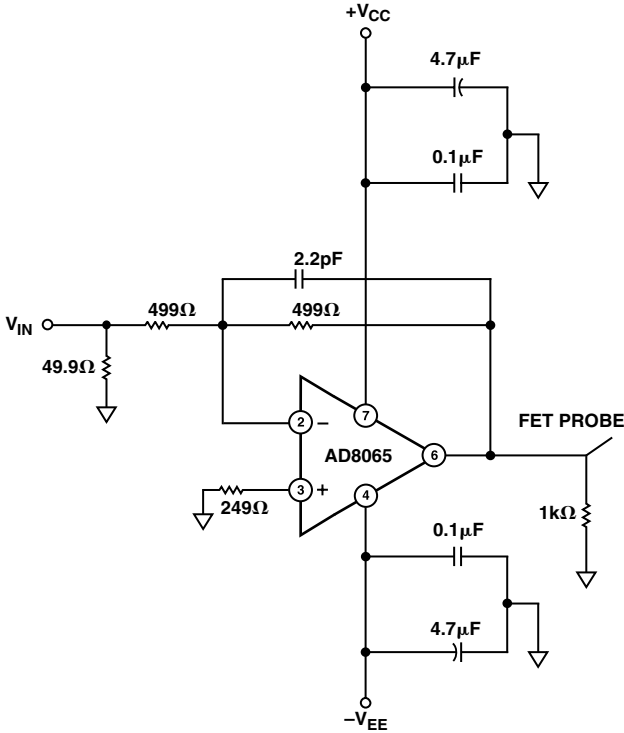 +VCC
4.7μF
0.1μF
2.2pF
499Ω
499Ω
VIN
49.9Ω
7
FET PROBE
2
–
AD8065
6
3
+
4
249Ω
1kΩ
0.1μF
4.7μF
–VEE